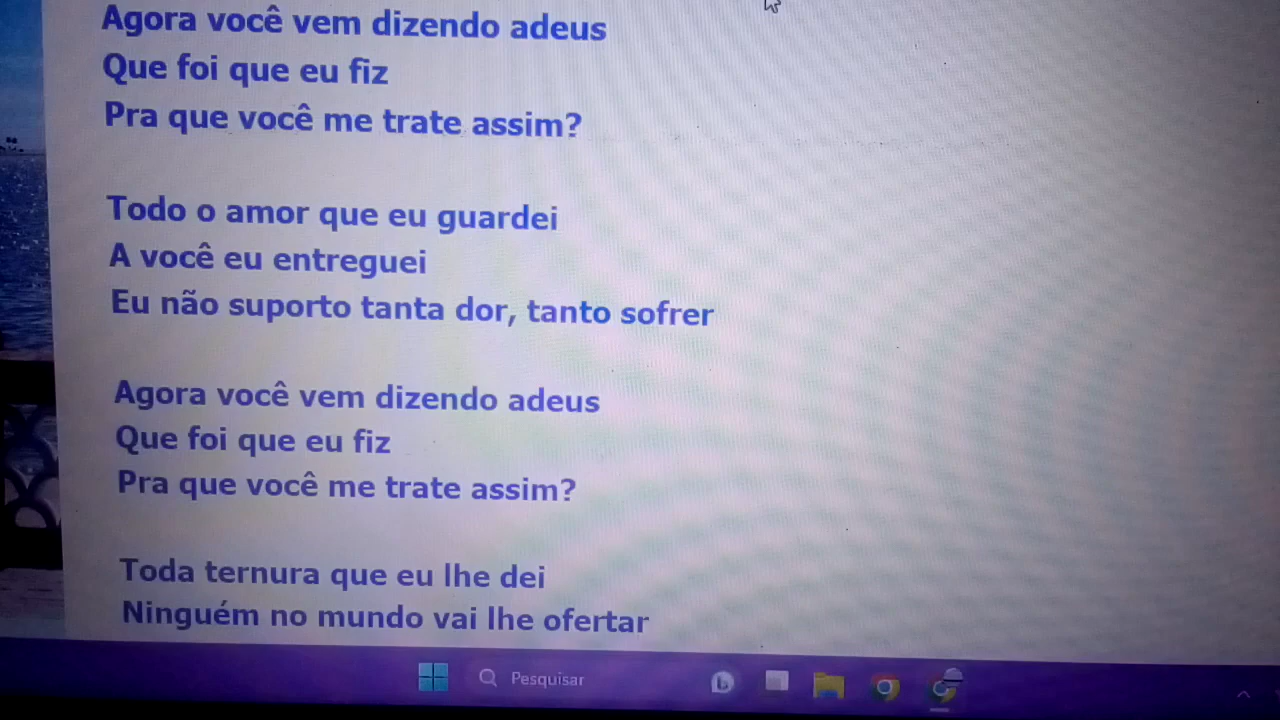 Agora você vem dizendo adeus
Que foi que eu fiz
Pra que você me trate assim?
Todo o amor que eu guardei
A você eu entreguei
Eu não suporto tanta dor, tanto sofrer
Agora você vem dizendo adeus
Que foi que eu fiz
Pra que você me trate assim?
Toda ternura que eu lhe dei
Ninguém no mundo vai lhe ofertar
Pesquisar